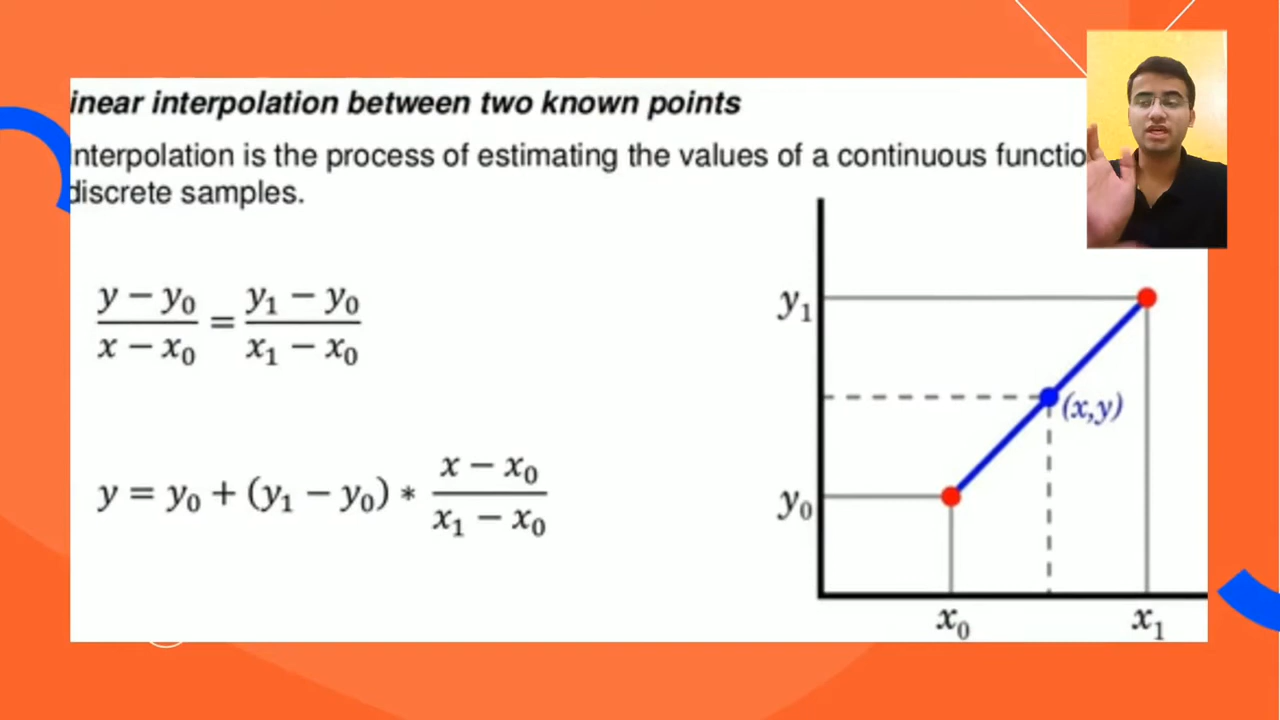 inear interpolation between two known points
nterpolation is the process of estimating the values of a continuous functio
discrete samples.
y − y₀ / x − x₀ = y₁ − y₀ / x₁ − x₀
y = y₀ + (y₁ − y₀) * x − x₀ / x₁ − x₀
y₁
(x,y)
y₀
x₀ x₁